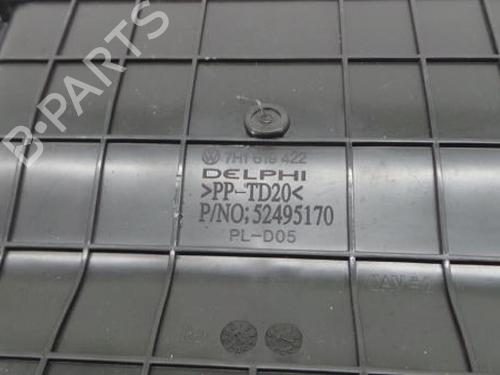 B-PARTS
7H1 819 422
DELPHI
>PP-TD20<
P/NO;52495170
PL-D05